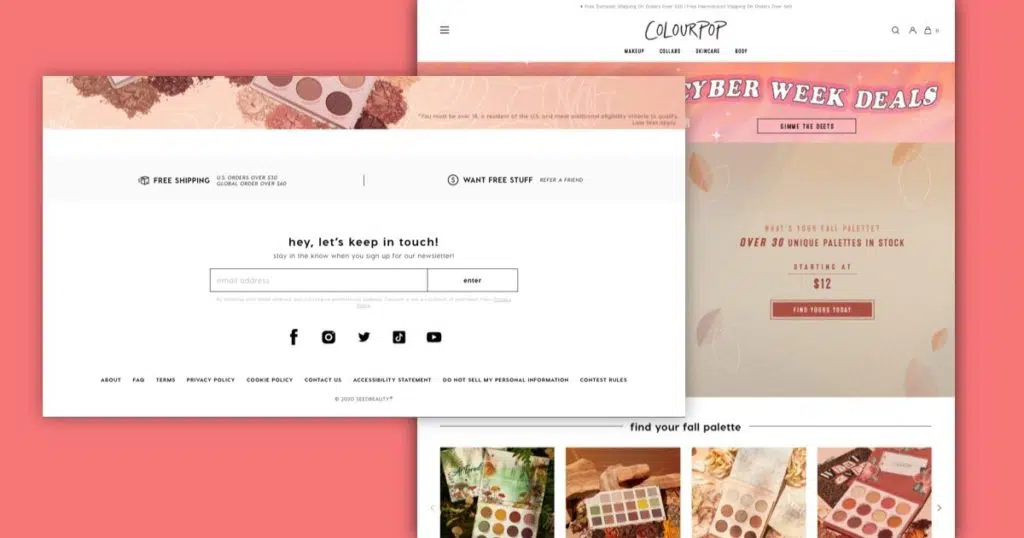 Free Domestic Shipping On Orders Over $30 / Free International Shipping On Orders Over $60
COLOURPOP
0
MAKEUP COLLABS SKINCARE BODY
CYBER WEEK DEALS
GIMME THE DEETS
WHAT'S YOUR FALL PALETTE?
OVER 30 UNIQUE PALETTES IN STOCK
STARTING AT
$12
FIND YOURS TODAY
find your fall palette
*You must be over 18, a resident of the U.S. and meet additional eligibility criteria to qualify.
Late fees apply.
FREE SHIPPING
U.S. ORDERS OVER $30
GLOBAL ORDER OVER $60
WANT FREE STUFF REFER A FRIEND
hey, let's keep in touch!
stay in the know when you sign up for our newsletter!
email address enter
Privacy
Policy
ABOUT FAQ TERMS PRIVACY POLICY COOKIE POLICY CONTACT US ACCESSIBILITY STATEMENT DO NOT SELL MY PERSONAL INFORMATION CONTEST RULES
© 2020 SEEDBEAUTY®